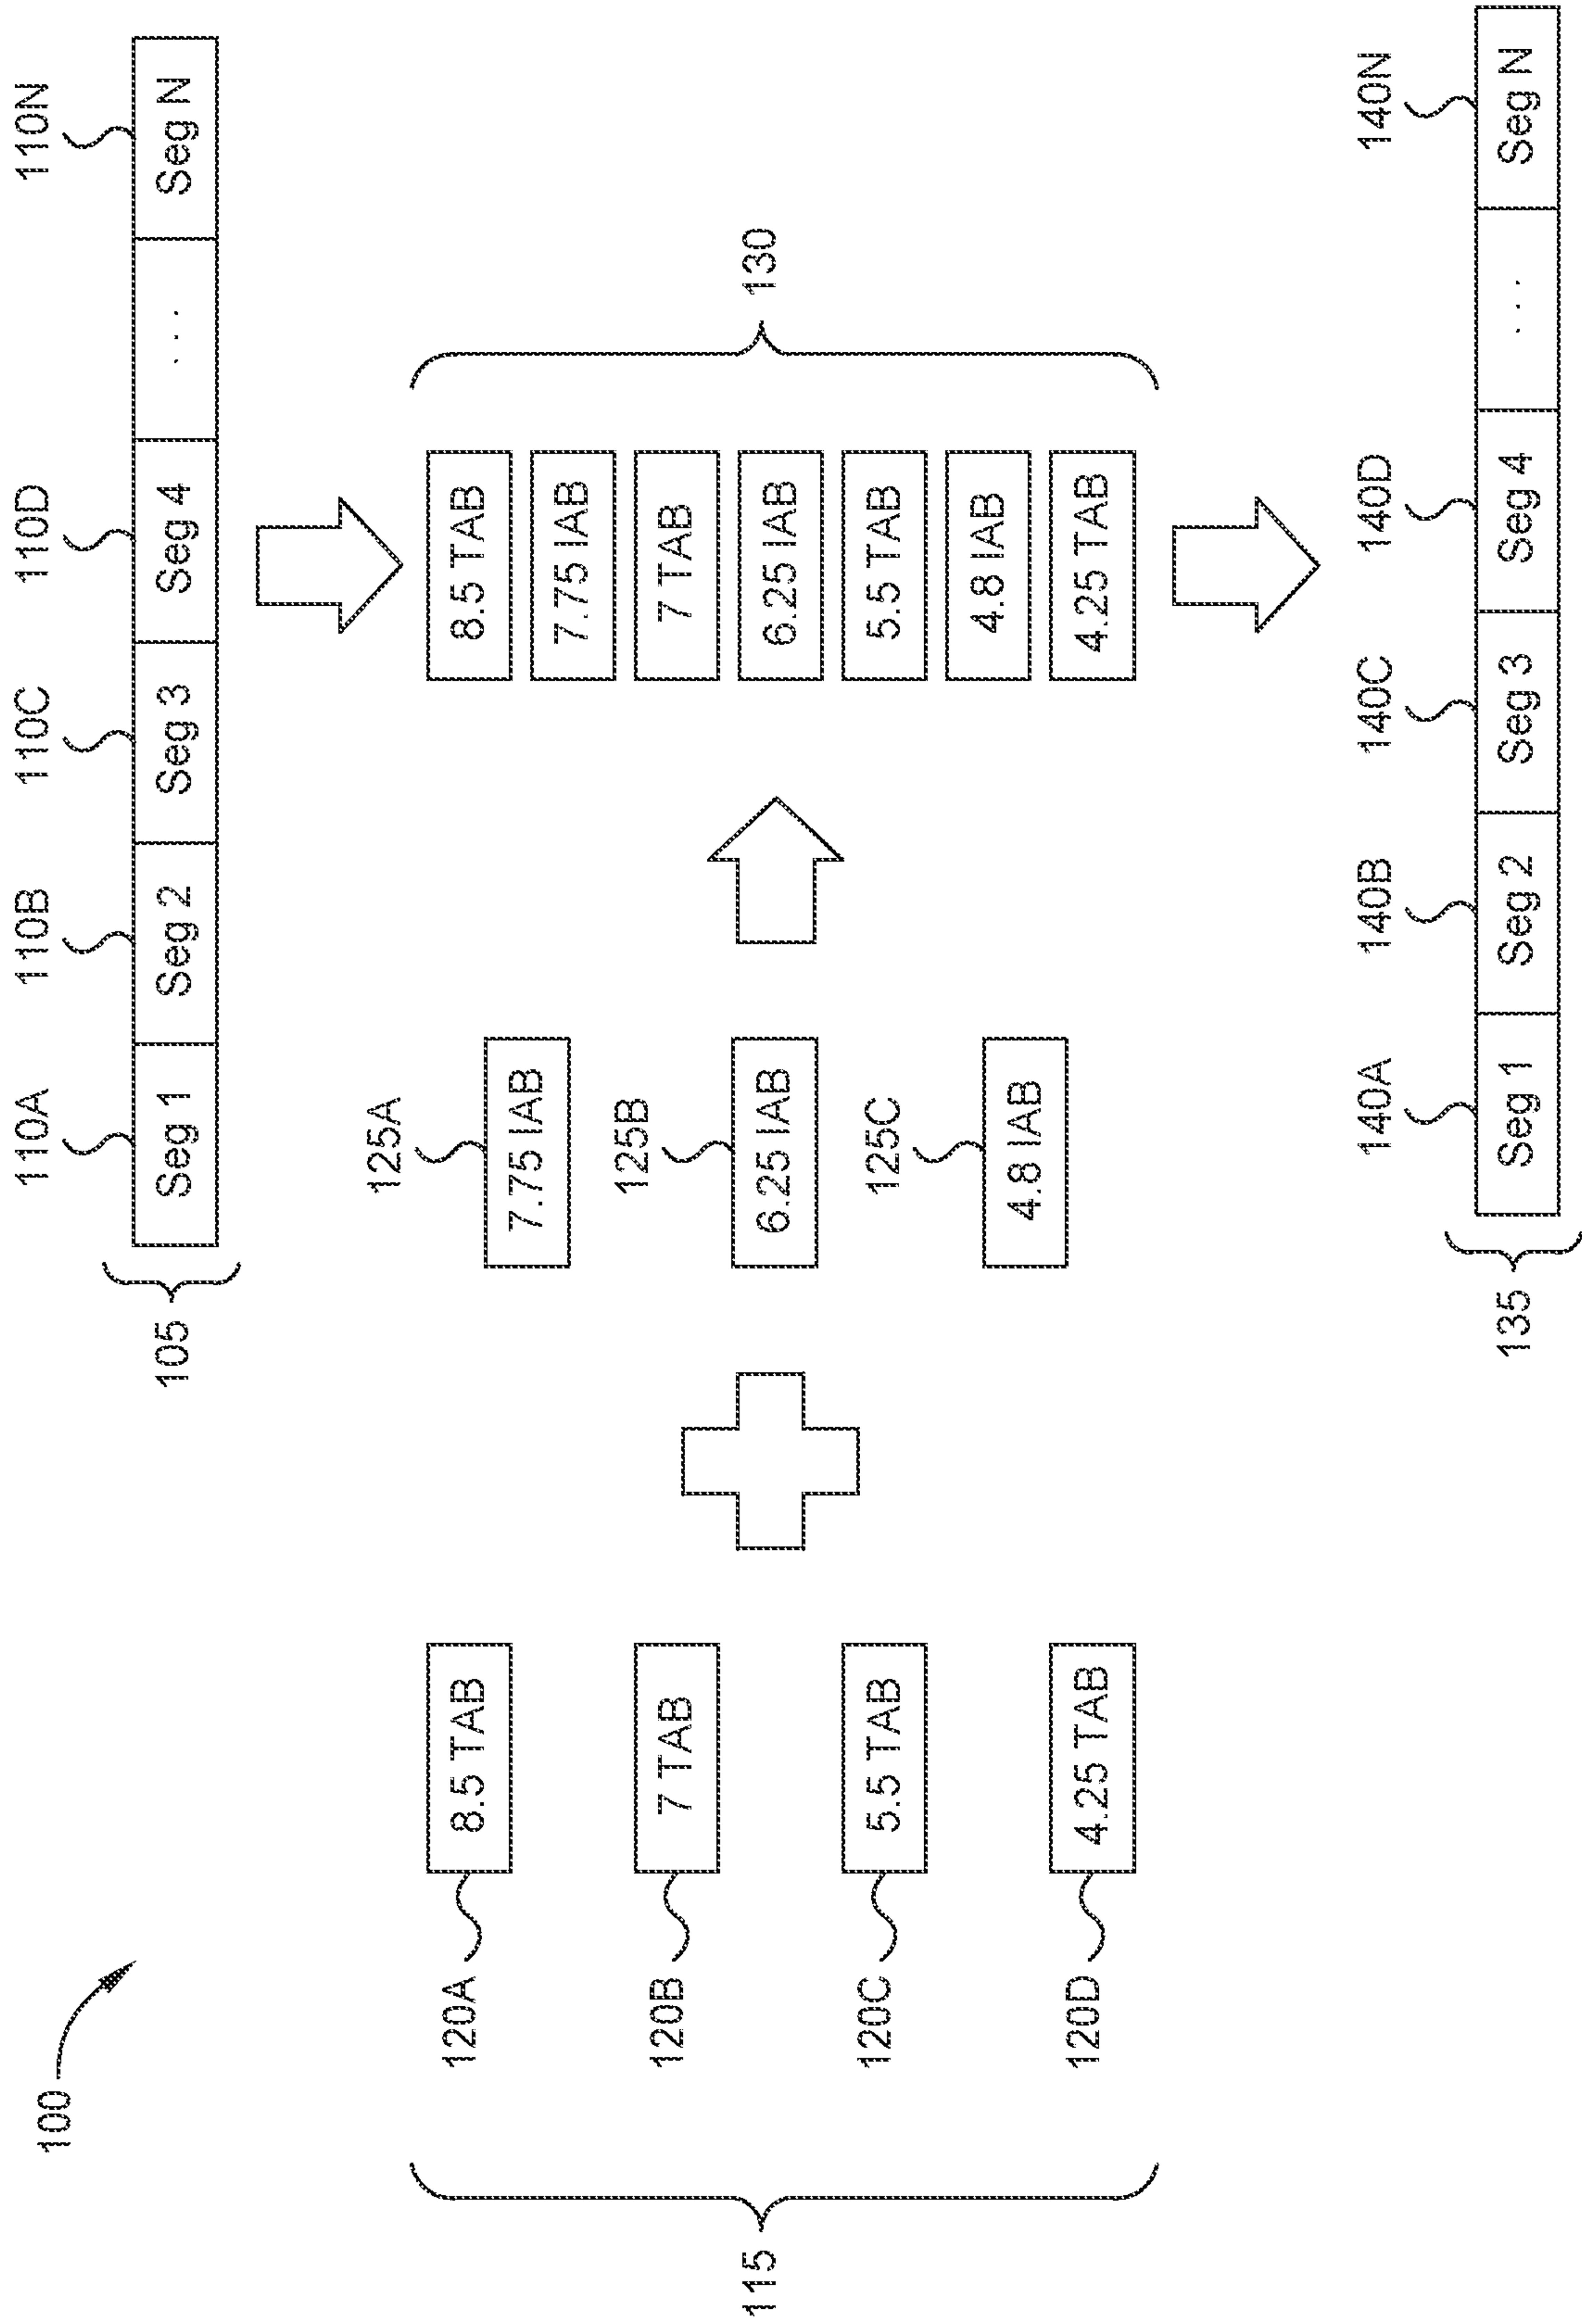 100
110A
110B
110C
110D
110N
105
Seg 1
Seg 2
Seg 3
Seg 4
. . .
Seg N
115
120A
8.5 TAB
120B
7 TAB
120C
5.5 TAB
120D
4.25 TAB
125A
7.75 IAB
125B
6.25 IAB
125C
4.8 IAB
8.5 TAB
7.75 IAB
7 TAB
6.25 IAB
5.5 TAB
4.8 IAB
4.25 TAB
130
140A
140B
140C
140D
140N
135
Seg 1
Seg 2
Seg 3
Seg 4
. . .
Seg N